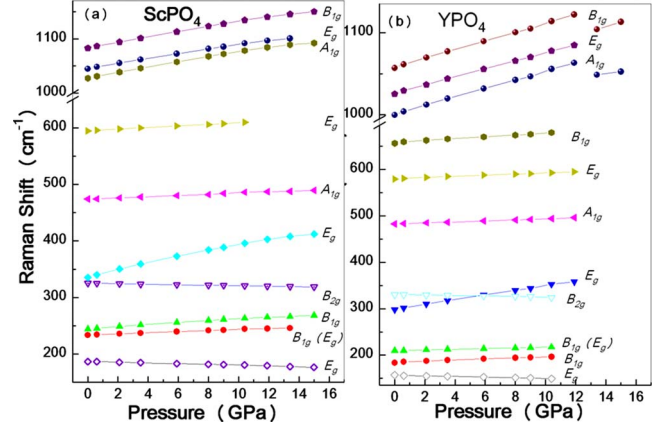 (a) ScPO4
B1g
Eg
A1g
Eg
A1g
Eg
B2g
B1g
B1g (Eg)
Eg
1100
1000
600
500
400
300
200
0 2 4 6 8 10 12 14 16
Pressure (GPa)
Raman Shift (cm-1)
(b) YPO4
B1g
Eg
A1g
B1g
Eg
A1g
Eg
B2g
B1g (Eg)
B1g
Eg
1100
1000
600
500
400
300
200
0 2 4 6 8 10 12 14 16
Pressure (GPa)